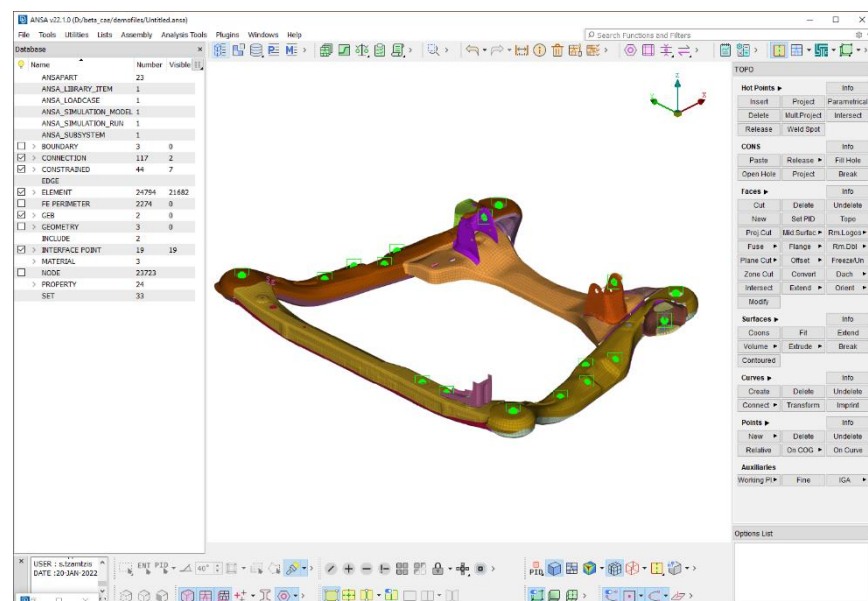 ANSA v22.1.0 (D:/beta_cae/demofiles/Untitled.ansa)
File Tools Utilities Lists Assembly Analysis Tools Plugins Windows Help
Search Functions and Filters
Database
Name Number Visible
ANSAPART 23
ANSA_LIBRARY_ITEM 1
ANSA_LOADCASE 1
ANSA_SIMULATION_MODEL 1
ANSA_SIMULATION_RUN 1
ANSA_SUBSYSTEM 1
BOUNDARY 3 0
CONNECTION 117 2
CONSTRAINED 44 7
EDGE
ELEMENT 24794 21682
FE PERIMETER 2274 0
GEB 2 0
GEOMETRY 3 0
INCLUDE 2
INTERFACE POINT 19 19
MATERIAL 3
NODE 23723
PROPERTY 24
SET 33
TOPO
Hot Points Info
Insert Project Parametrical
Delete Mult.Project Intersect
Release Weld Spot
CONS Info
Paste Release Fill Hole
Open Hole Project Break
Faces Info
Cut Delete Undelete
New Set PID Topo
Proj.Cut Mid.Surfac Rm.Logos
Fuse Flange Rm.Dbl
Plane Cut Offset Freeze/Un
Zone Cut Convert Dach
Intersect Extend Orient
Modify
Surfaces Info
Coons Fit Extend
Volume Extrude Break
Contoured
Curves Info
Create Delete Undelete
Connect Transform Imprint
Points Info
New Delete Undelete
Relative On COG On Curve
Auxiliaries
Working Pl Fine IGA
Options List
USER : s.tzamtzis
DATE :20-JAN-2022
ENT PID 40°
PID